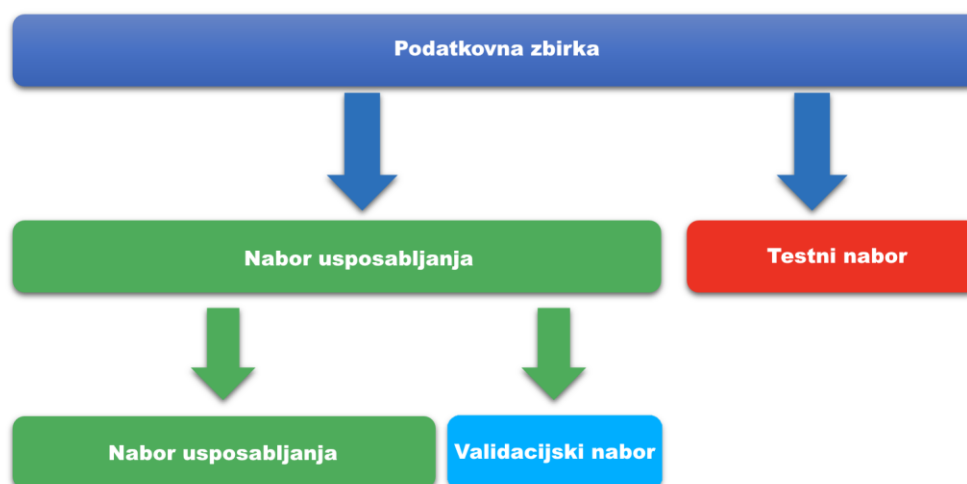 Podatkovna zbirka
Nabor usposabljanja
Testni nabor
Nabor usposabljanja
Validacijski nabor